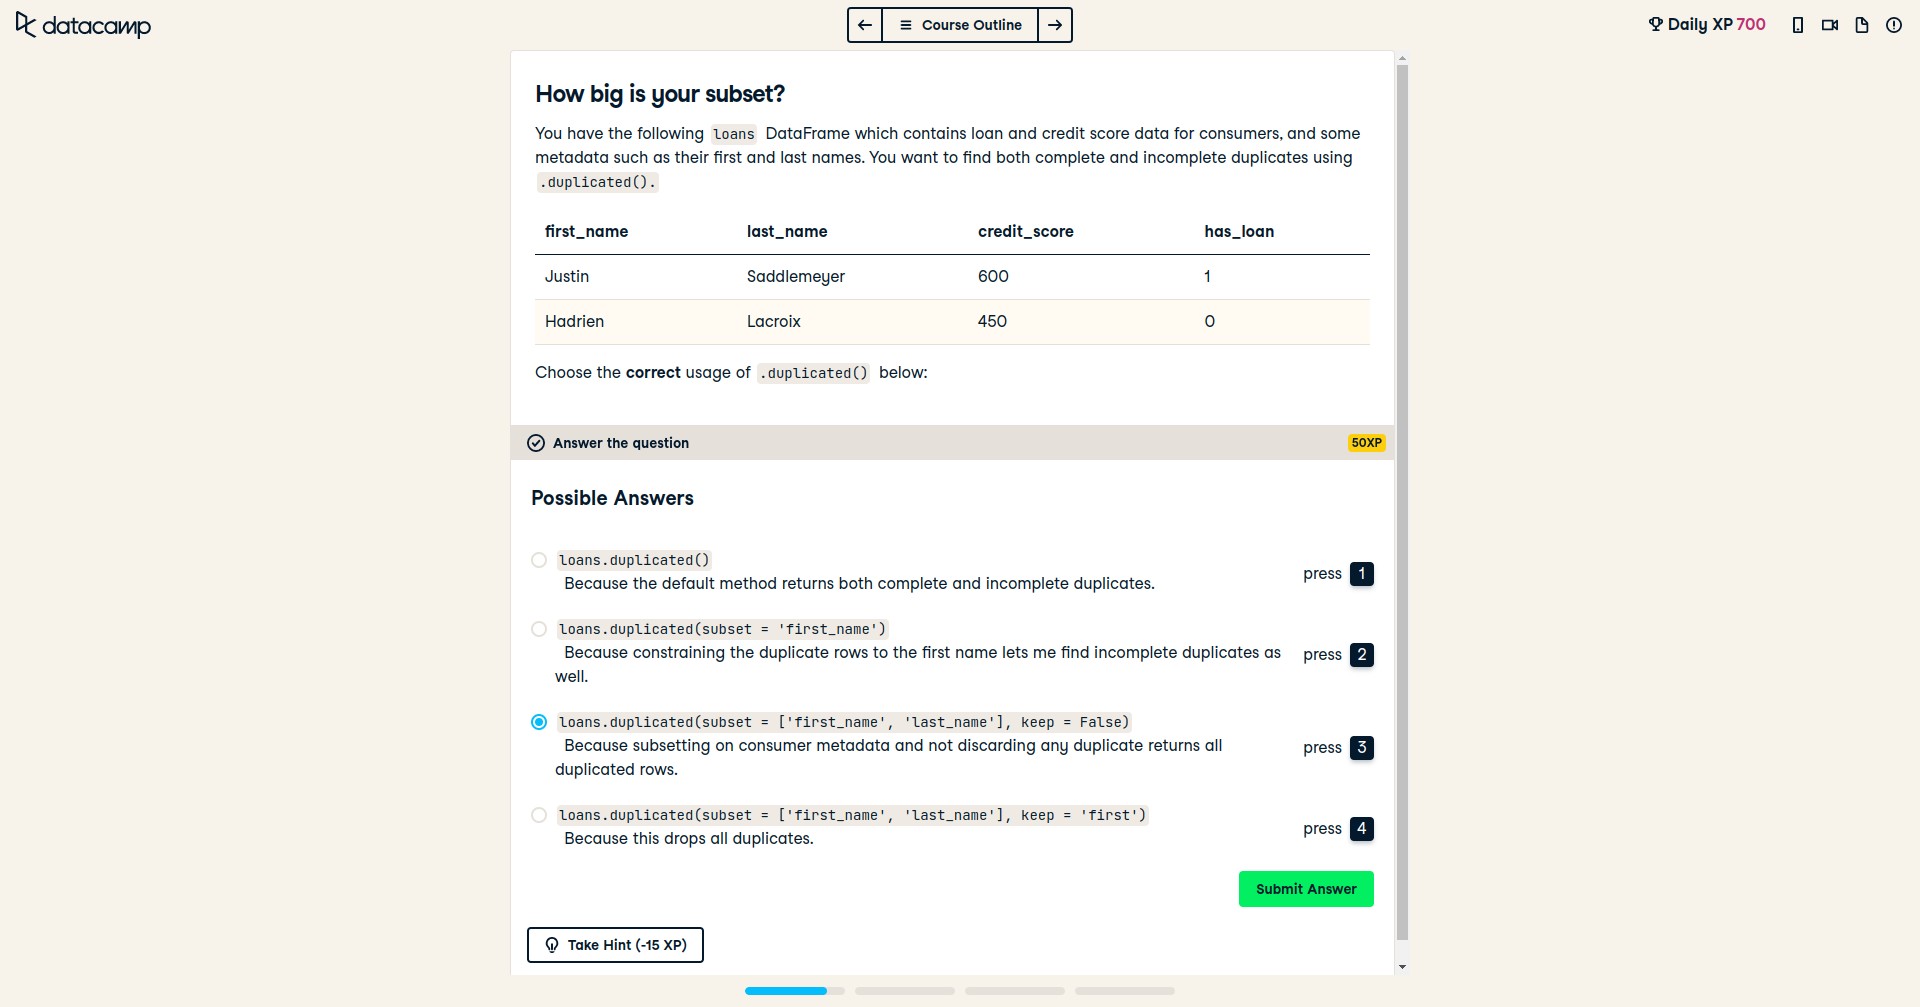 datacamp
Course Outline
Daily XP 700
How big is your subset?
You have the following loans DataFrame which contains loan and credit score data for consumers, and some
metadata such as their first and last names. You want to find both complete and incomplete duplicates using
.duplicated().
first_name last_name credit_score has_loan
Justin Saddlemeyer 600 1
Hadrien Lacroix 450 0
Choose the correct usage of .duplicated() below:
Answer the question 50XP
Possible Answers
loans.duplicated()
Because the default method returns both complete and incomplete duplicates.
press 1
loans.duplicated(subset = 'first_name')
Because constraining the duplicate rows to the first name lets me find incomplete duplicates as
well.
press 2
loans.duplicated(subset = ['first_name', 'last_name'], keep = False)
Because subsetting on consumer metadata and not discarding any duplicate returns all
duplicated rows.
press 3
loans.duplicated(subset = ['first_name', 'last_name'], keep = 'first')
Because this drops all duplicates.
press 4
Submit Answer
Take Hint (-15 XP)